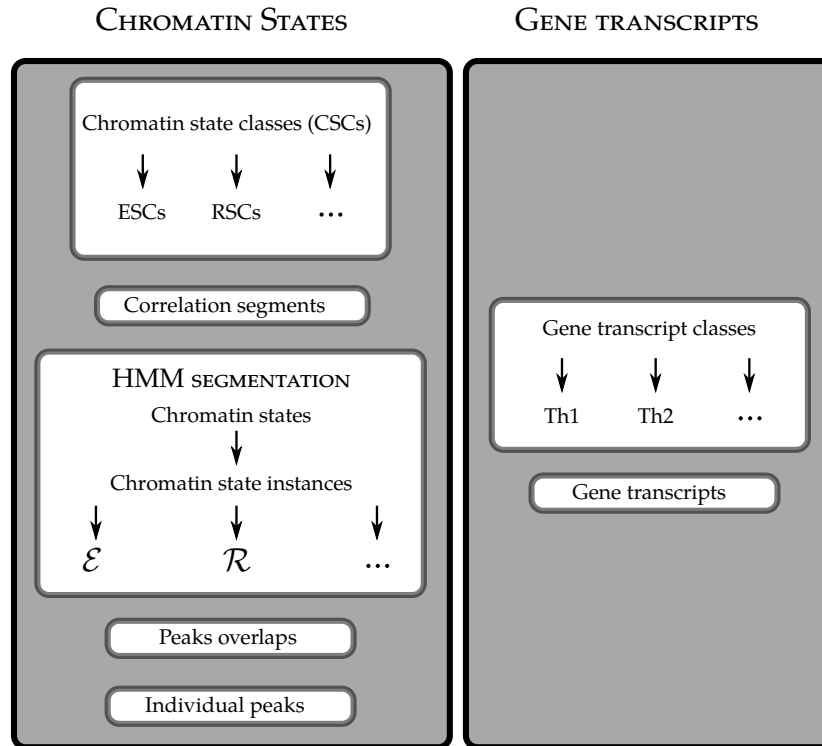 CHROMATIN STATES
Chromatin state classes (CSCs)
ESCs RSCs ...
Correlation segments
HMM SEGMENTATION
Chromatin states
Chromatin state instances
ℰ ℛ ...
Peaks overlaps
Individual peaks
GENE TRANSCRIPTS
Gene transcript classes
Th1 Th2 ...
Gene transcripts